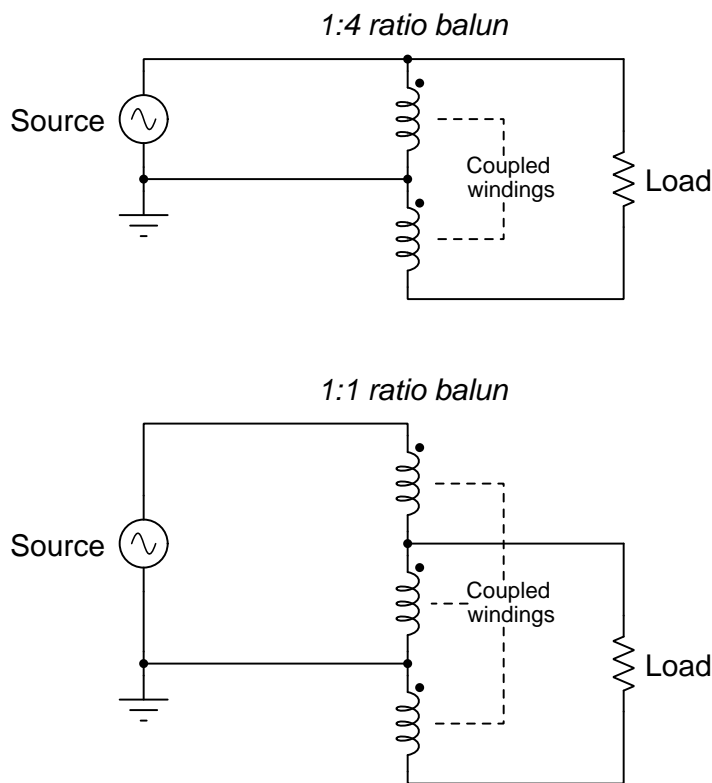 1:4 ratio balun
Source
Coupled
windings
Load
1:1 ratio balun
Source
Coupled
windings
Load